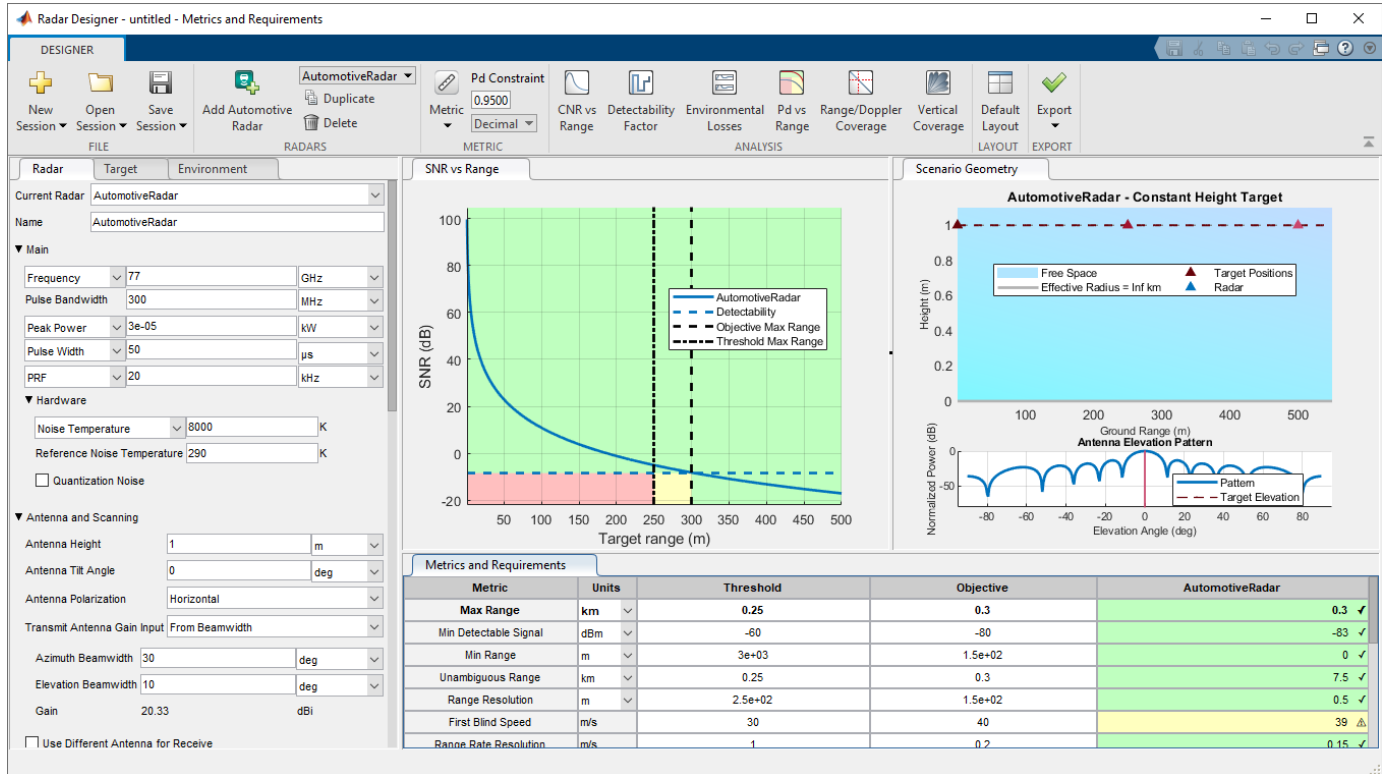 Radar Designer - untitled - Metrics and Requirements
DESIGNER
New Session
Open Session
Save Session
FILE
Add Automotive Radar
AutomotiveRadar
Duplicate
Delete
RADARS
Metric
Pd Constraint
0.9500
Decimal
METRIC
CNR vs Range
Detectability Factor
Environmental Losses
Pd vs Range
Range/Doppler Coverage
Vertical Coverage
ANALYSIS
Default Layout
LAYOUT
Export
EXPORT
Radar Target Environment
Current Radar AutomotiveRadar
Name AutomotiveRadar
Main
Frequency 77 GHz
Pulse Bandwidth 300 MHz
Peak Power 3e-05 kW
Pulse Width 50 µs
PRF 20 kHz
Hardware
Noise Temperature 8000 K
Reference Noise Temperature 290 K
Quantization Noise
Antenna and Scanning
Antenna Height 1 m
Antenna Tilt Angle 0 deg
Antenna Polarization Horizontal
Transmit Antenna Gain Input From Beamwidth
Azimuth Beamwidth 30 deg
Elevation Beamwidth 10 deg
Gain 20.33 dBi
Use Different Antenna for Receive
SNR vs Range
SNR (dB)
100
80
60
40
20
0
-20
AutomotiveRadar
Detectability
Objective Max Range
Threshold Max Range
50 100 150 200 250 300 350 400 450 500
Target range (m)
Scenario Geometry
AutomotiveRadar - Constant Height Target
Height (m)
1
0.8
0.6
0.4
0.2
0
Free Space Target Positions
Effective Radius = Inf km Radar
100 200 300 400 500
Ground Range (m)
Antenna Elevation Pattern
Normalized Power (dB)
0
-50
Pattern
Target Elevation
-80 -60 -40 -20 0 20 40 60 80
Elevation Angle (deg)
Metrics and Requirements
Metric Units Threshold Objective AutomotiveRadar
Max Range km 0.25 0.3 0.3
Min Detectable Signal dBm -60 -80 -83
Min Range m 3e+03 1.5e+02 0
Unambiguous Range km 0.25 0.3 7.5
Range Resolution m 2.5e+02 1.5e+02 0.5
First Blind Speed m/s 30 40 39
Range Rate Resolution m/s 1 0.2 0.15